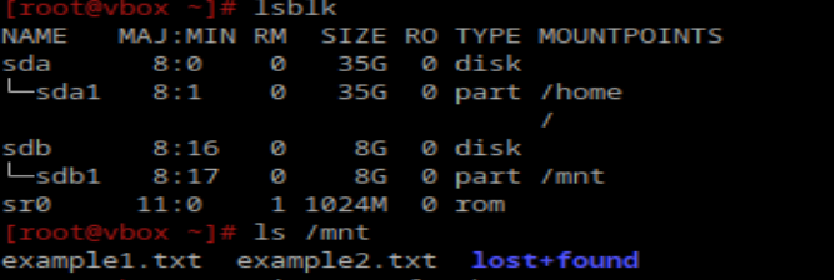 [root@vbox ~]# lsblk
NAME   MAJ:MIN RM  SIZE RO TYPE MOUNTPOINTS
sda      8:0    0   35G  0 disk
└─sda1   8:1    0   35G  0 part /home
                                /
sdb      8:16   0    8G  0 disk
└─sdb1   8:17   0    8G  0 part /mnt
sr0     11:0    1 1024M  0 rom
[root@vbox ~]# ls /mnt
example1.txt  example2.txt  lost+found